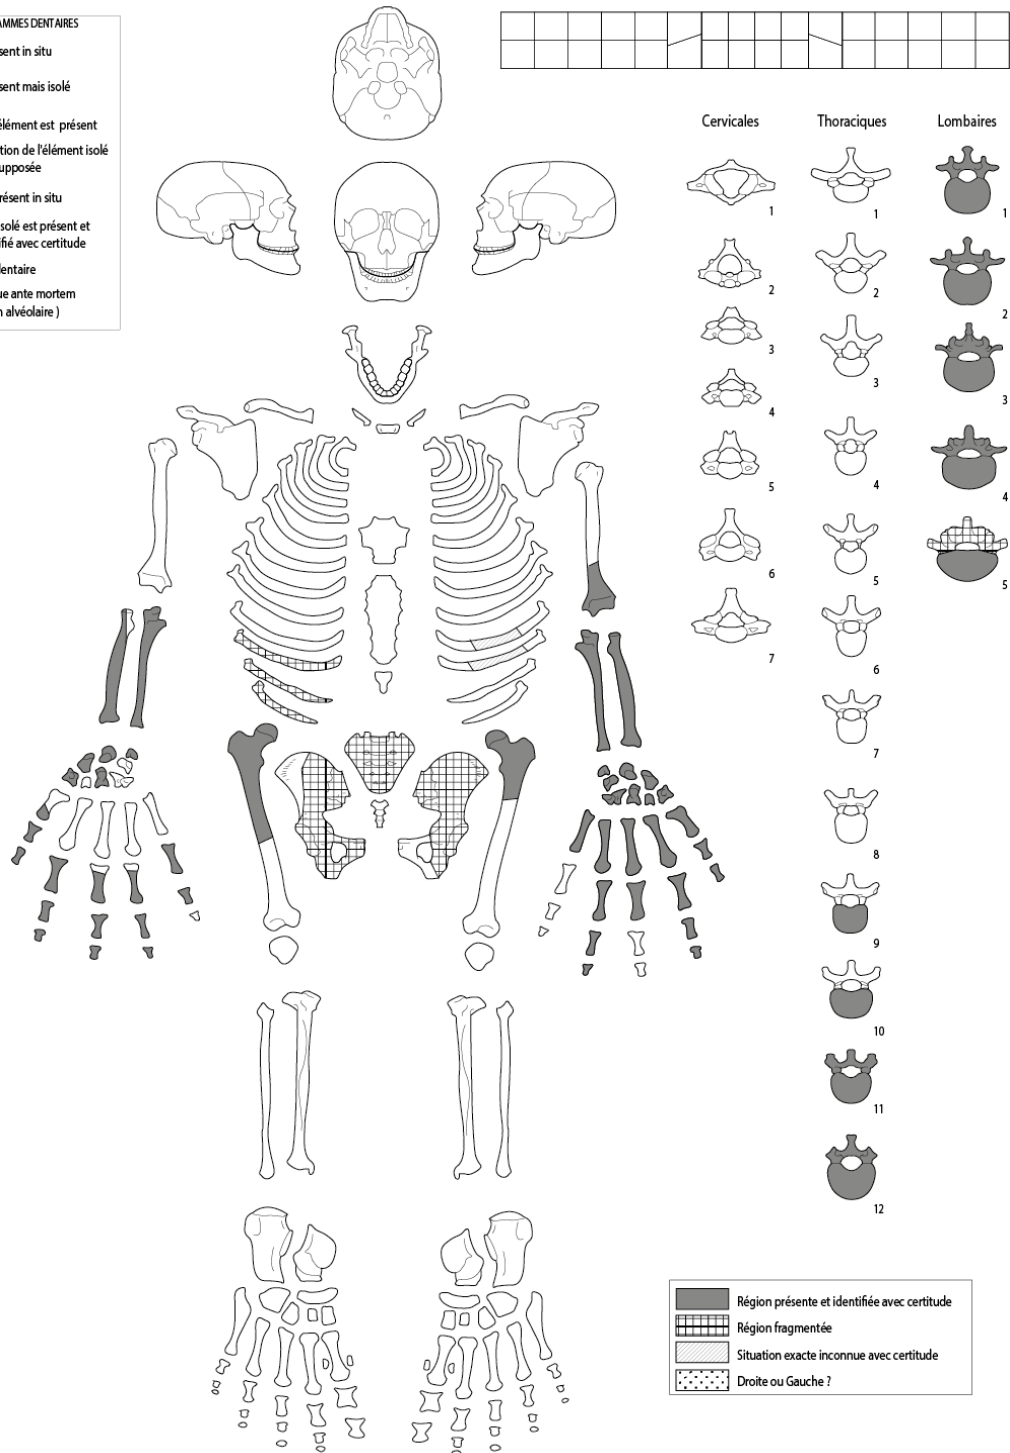 AMMES DENTAIRES
sent in situ
sent mais isolé
élément est présent
tion de l'élément isolé
upposée
résent in situ
solé est présent et
ifié avec certitude
dentaire
ue ante mortem
n alvéolaire )
Cervicales
1
2
3
4
5
6
7
Thoraciques
1
2
3
4
5
6
7
8
9
10
11
12
Lombaires
1
2
3
4
5
Région présente et identifiée avec certitude
Région fragmentée
Situation exacte inconnue avec certitude
Droite ou Gauche ?